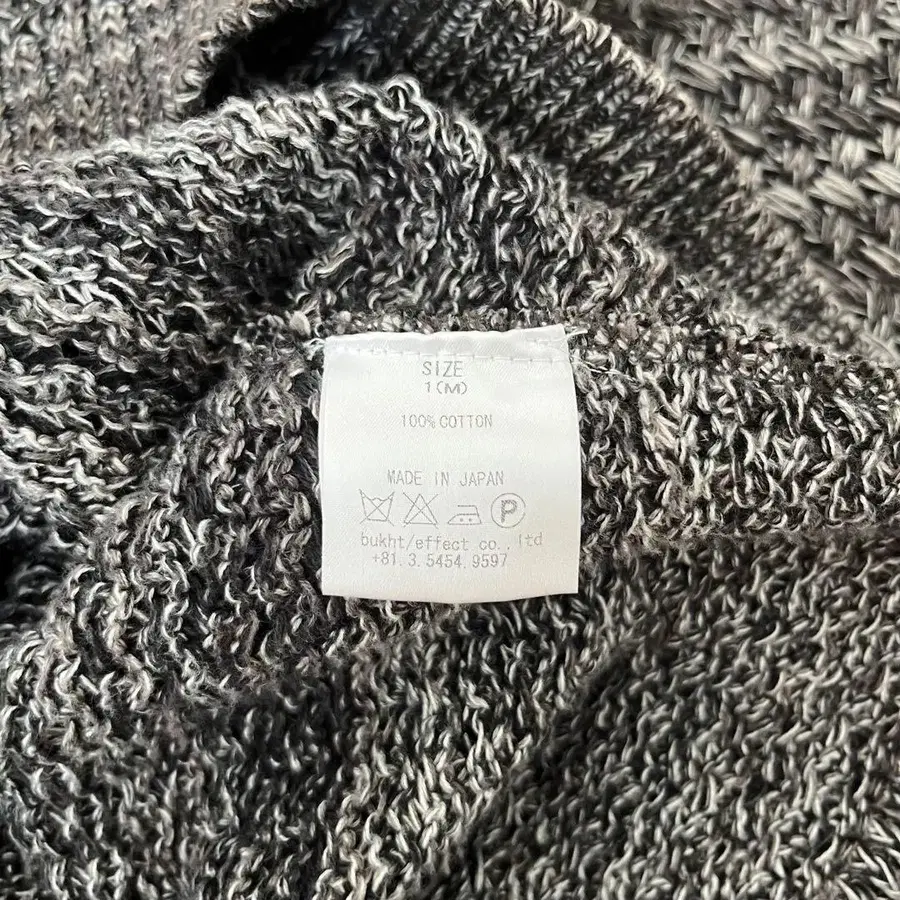 SIZE
1(M)
100% COTTON
MADE IN JAPAN
P
bukht/effect co., ltd
+81.3.5454.9597